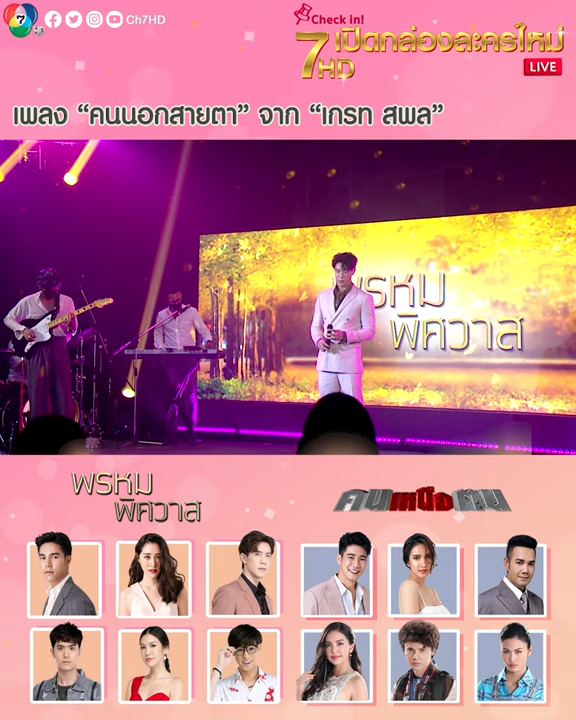 7
HD
Ch7HD
Check in!
7HD
เปิดกล่องละครใหม่
LIVE
เพลง “คนนอกสายตา” จาก “เกรท สพล”
พรหม
พิศวาส
พรหม
พิศวาส
คนเหนือฅน